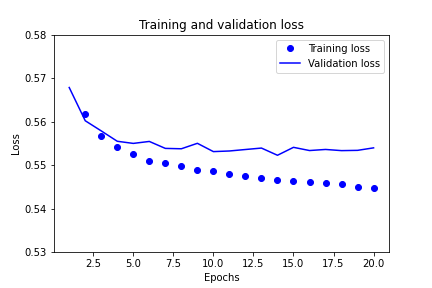 Training and validation loss
Training loss
Validation loss
0.58
0.57
0.56
0.55
0.54
0.53
Loss
2.5 5.0 7.5 10.0 12.5 15.0 17.5 20.0
Epochs